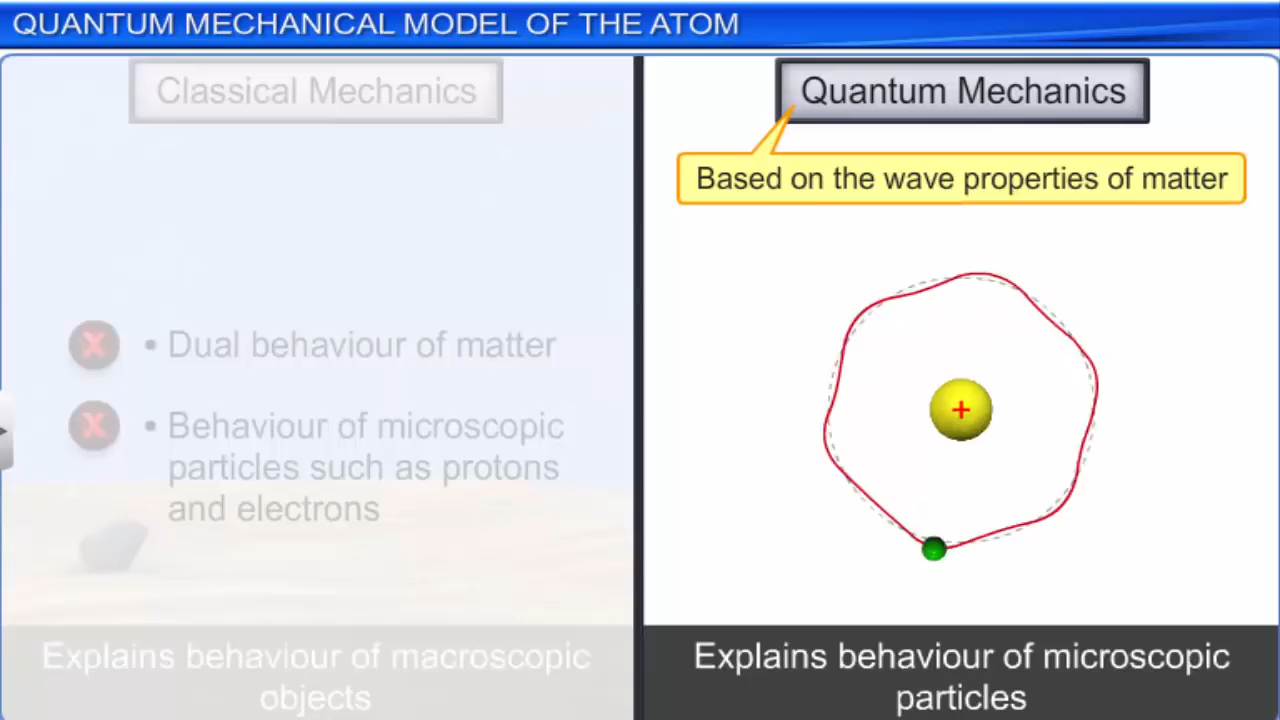 QUANTUM MECHANICAL MODEL OF THE ATOM
Classical Mechanics
X • Dual behaviour of matter
X • Behaviour of microscopic
particles such as protons
and electrons
Explains behaviour of macroscopic
objects
Quantum Mechanics
Based on the wave properties of matter
+
Explains behaviour of microscopic
particles